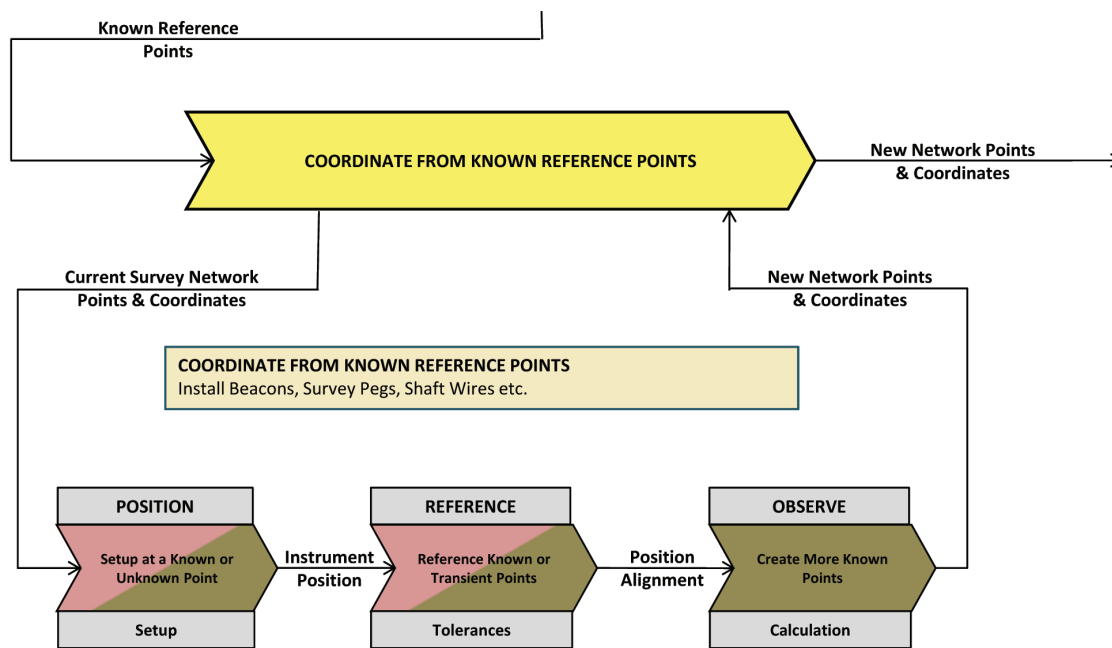 Known Reference
Points
COORDINATE FROM KNOWN REFERENCE POINTS
New Network Points
& Coordinates
Current Survey Network
Points & Coordinates
New Network Points
& Coordinates
COORDINATE FROM KNOWN REFERENCE POINTS
Install Beacons, Survey Pegs, Shaft Wires etc.
POSITION
Setup at a Known or
Unknown Point
Setup
Instrument
Position
REFERENCE
Reference Known or
Transient Points
Tolerances
Position
Alignment
OBSERVE
Create More Known
Points
Calculation